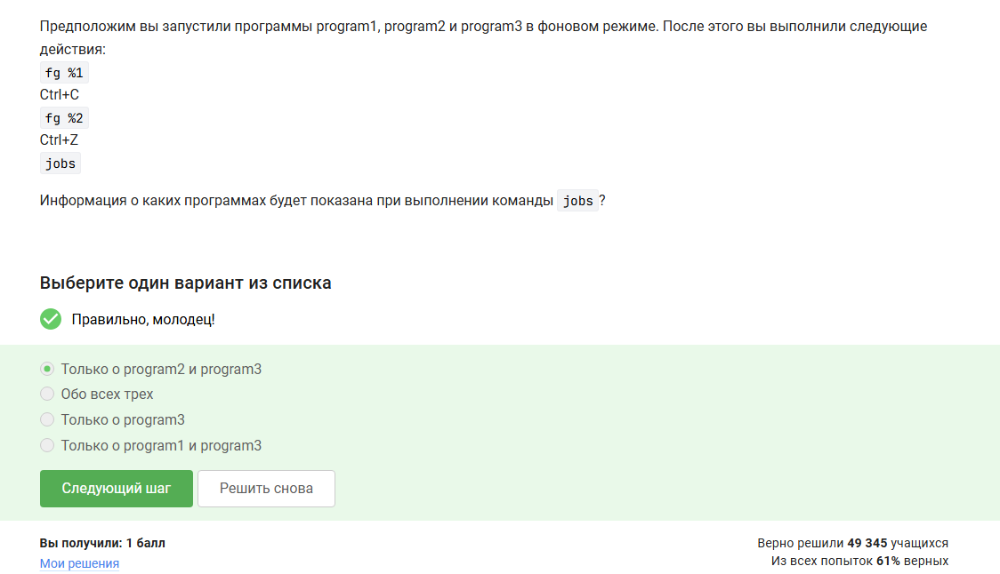 Предположим вы запустили программы program1, program2 и program3 в фоновом режиме. После этого вы выполнили следующие
действия:
fg %1
Ctrl+C
fg %2
Ctrl+Z
jobs
Информация о каких программах будет показана при выполнении команды jobs ?
Выберите один вариант из списка
Правильно, молодец!
Только о program2 и program3
Обо всех трех
Только о program3
Только о program1 и program3
Следующий шаг Решить снова
Вы получили: 1 балл
Мои решения
Верно решили 49 345 учащихся
Из всех попыток 61% верных